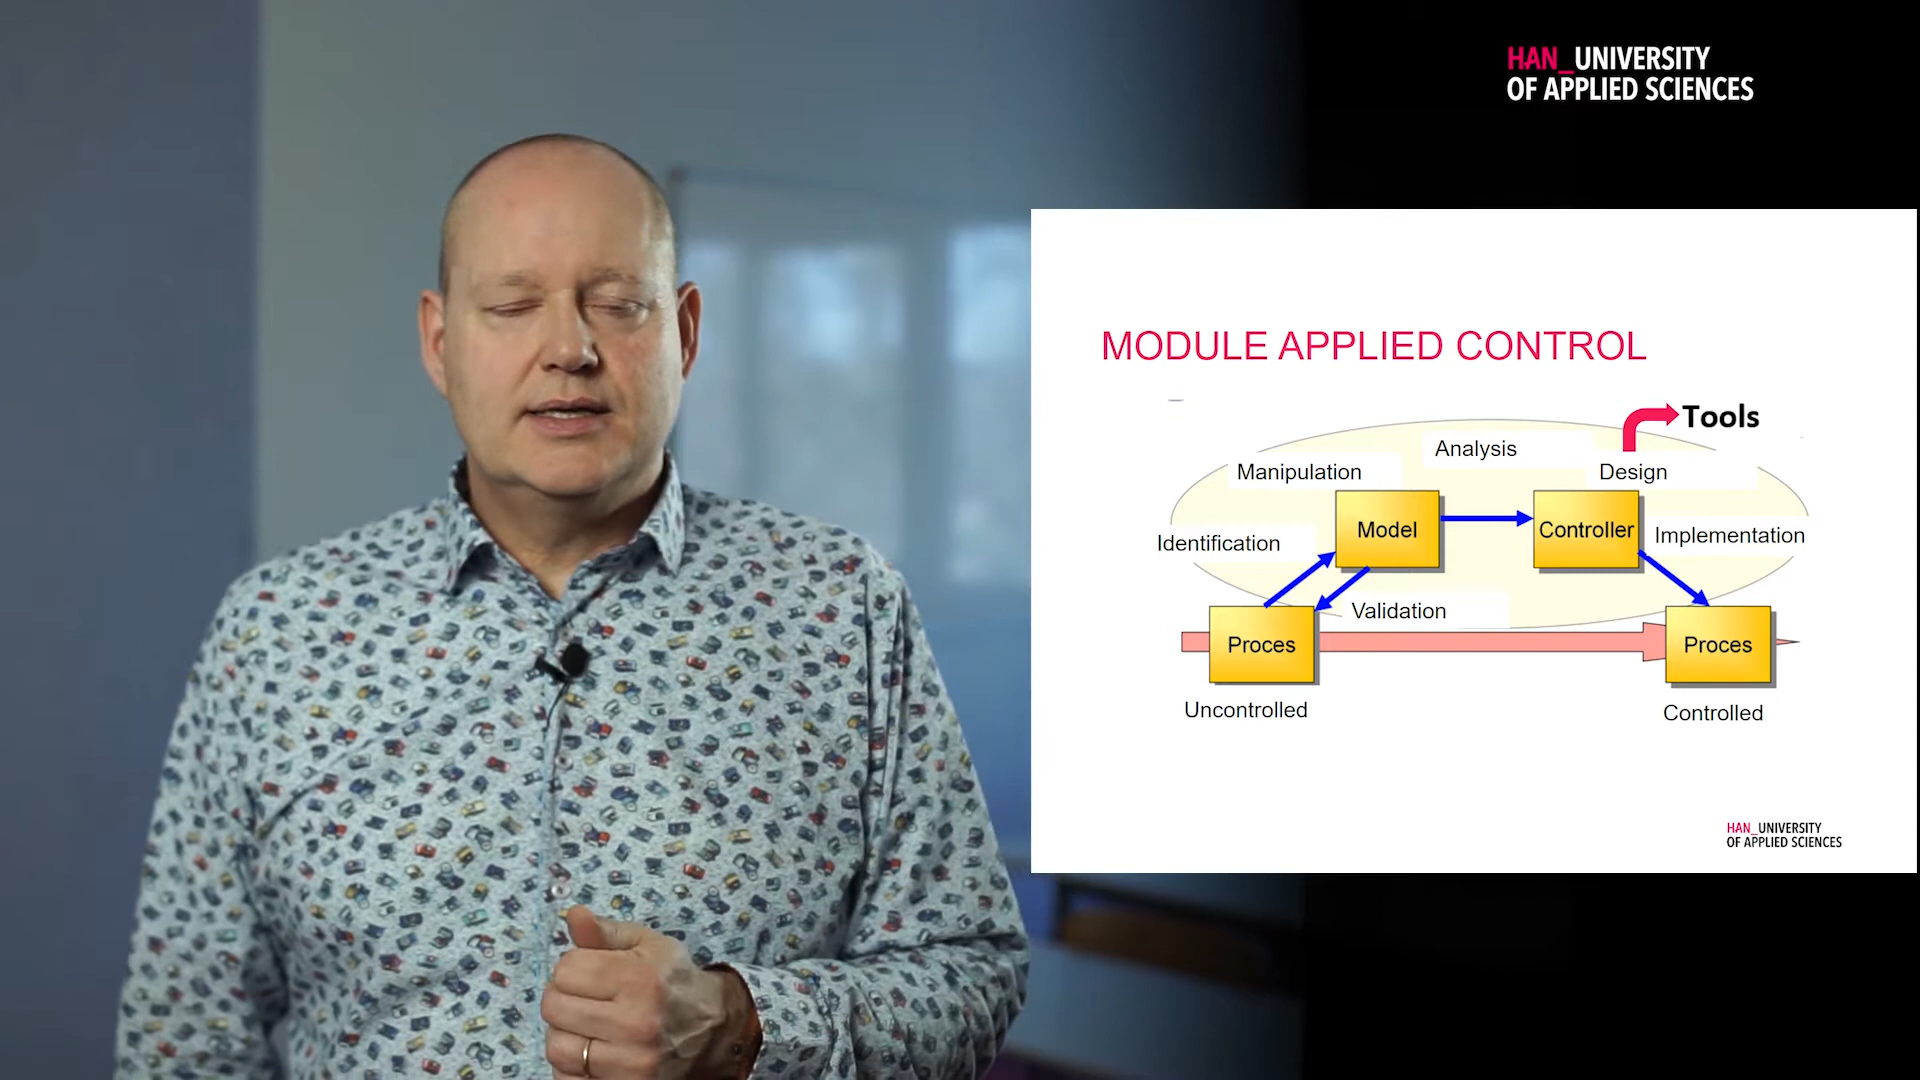 HAN_UNIVERSITY
OF APPLIED SCIENCES
MODULE APPLIED CONTROL
Tools
Analysis
Manipulation
Design
Model
Controller
Implementation
Identification
Validation
Proces
Proces
Uncontrolled
Controlled
HAN_UNIVERSITY
OF APPLIED SCIENCES